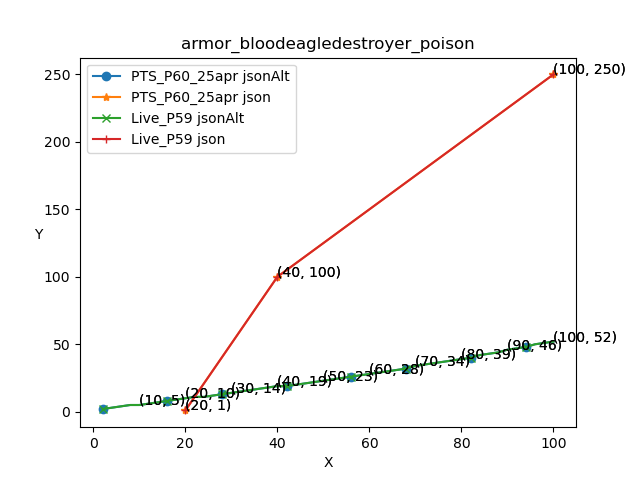 armor_bloodeagledestroyer_poison
PTS_P60_25apr jsonAlt
PTS_P60_25apr json
Live_P59 jsonAlt
Live_P59 json
Y
250
200
150
100
50
0
(100, 250)
(40, 100)
(100, 52)
(90, 46)
(80, 39)
(70, 34)
(60, 28)
(50, 23)
(40, 19)
(30, 14)
(20, 10)
(10, 5)
(20, 1)
0 20 40 60 80 100
X